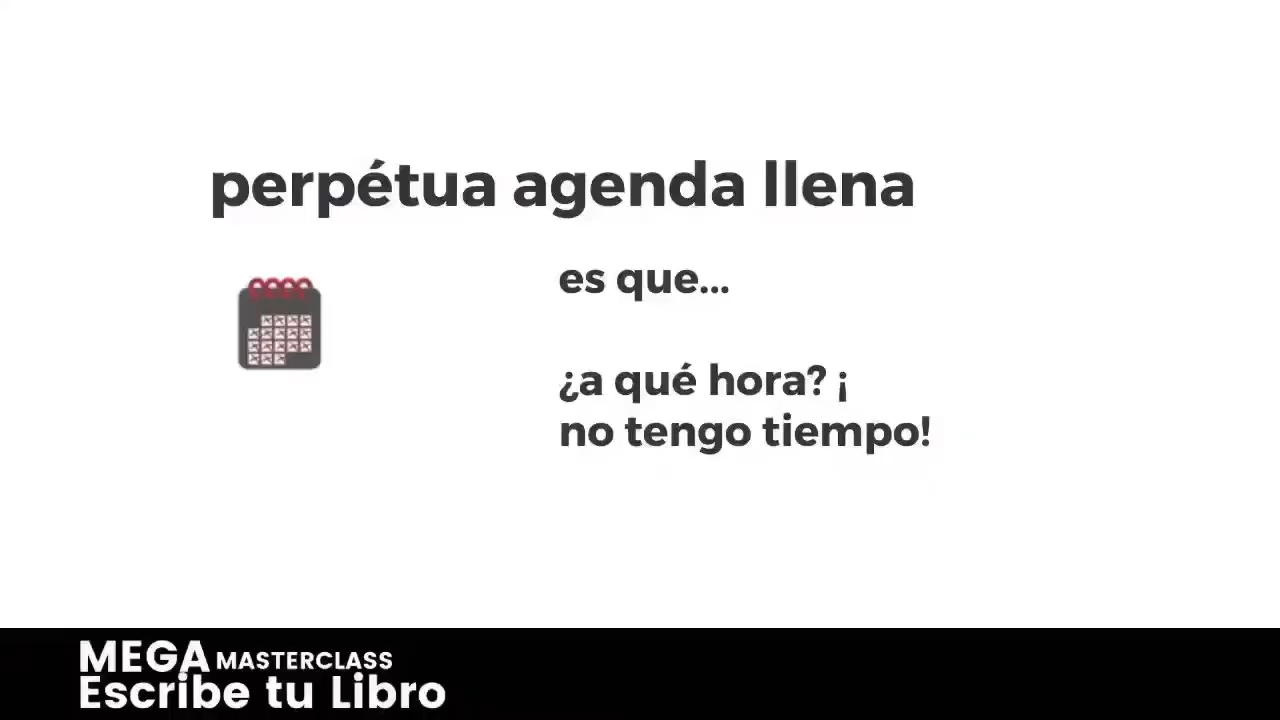 perpétua agenda llena
es que...
¿a qué hora? ¡
no tengo tiempo!
MEGA MASTERCLASS
Escribe tu Libro